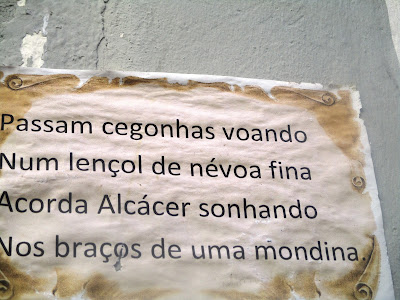 Passam cegonhas voando
Num lençol de névoa fina
Acorda Alcácer sonhando
Nos braços de uma mondina.